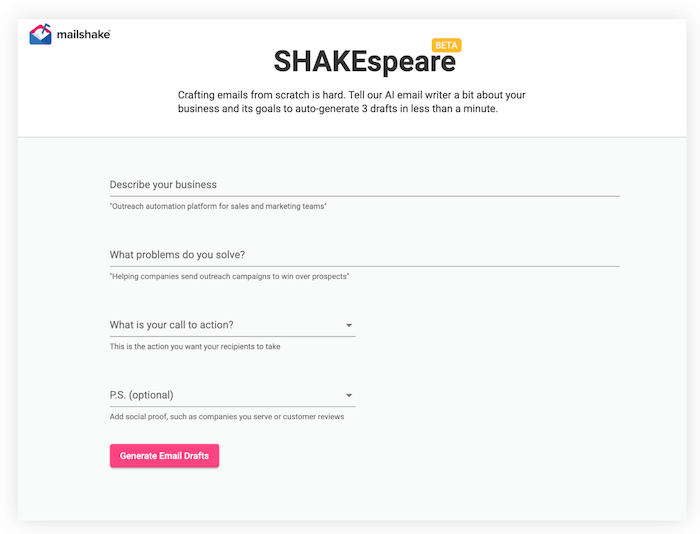 mailshake
BETA
SHAKEspeare
Crafting emails from scratch is hard. Tell our AI email writer a bit about your
business and its goals to auto-generate 3 drafts in less than a minute.
Describe your business
"Outreach automation platform for sales and marketing teams"
What problems do you solve?
"Helping companies send outreach campaigns to win over prospects"
What is your call to action?
This is the action you want your recipients to take
P.S. (optional)
Add social proof, such as companies you serve or customer reviews
Generate Email Drafts